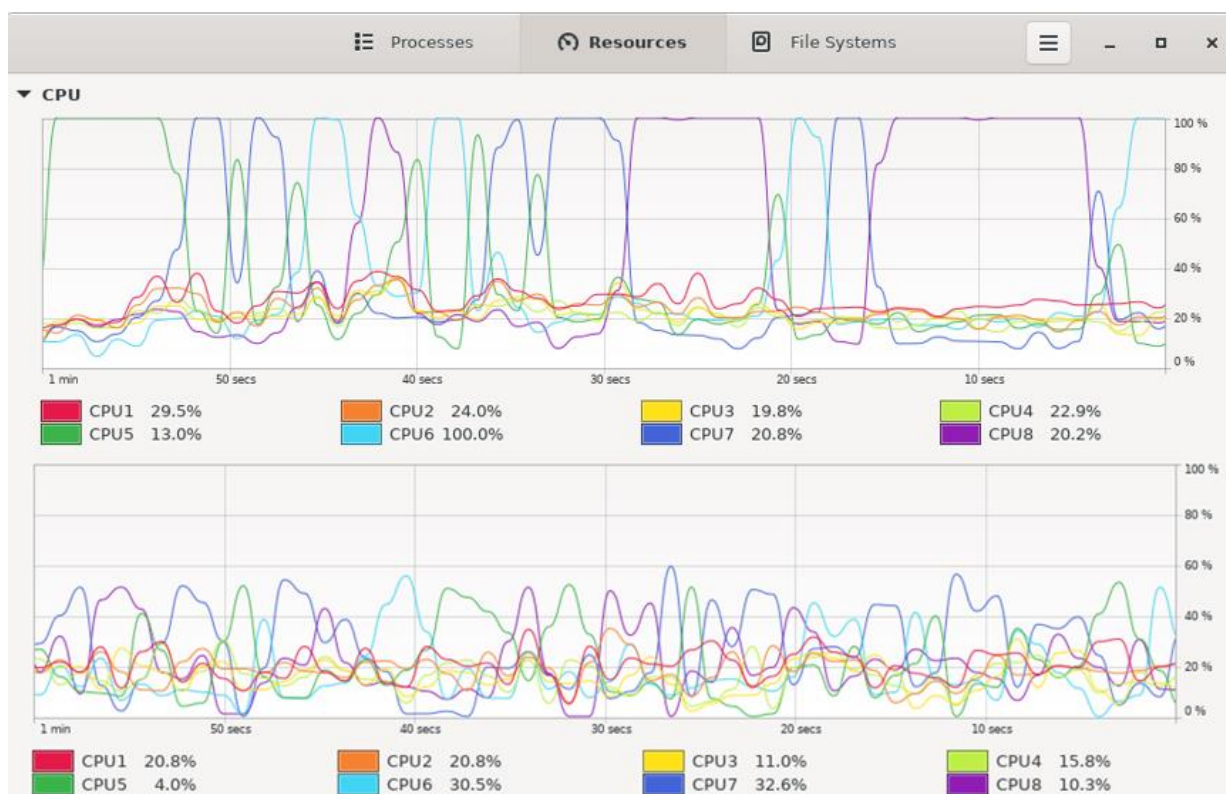 Processes Resources File Systems
CPU
100 %
80 %
60 %
40 %
20 %
0 %
1 min 50 secs 40 secs 30 secs 20 secs 10 secs
CPU1 29.5% CPU2 24.0% CPU3 19.8% CPU4 22.9%
CPU5 13.0% CPU6 100.0% CPU7 20.8% CPU8 20.2%
100 %
80 %
60 %
40 %
20 %
0 %
1 min 50 secs 40 secs 30 secs 20 secs 10 secs
CPU1 20.8% CPU2 20.8% CPU3 11.0% CPU4 15.8%
CPU5 4.0% CPU6 30.5% CPU7 32.6% CPU8 10.3%